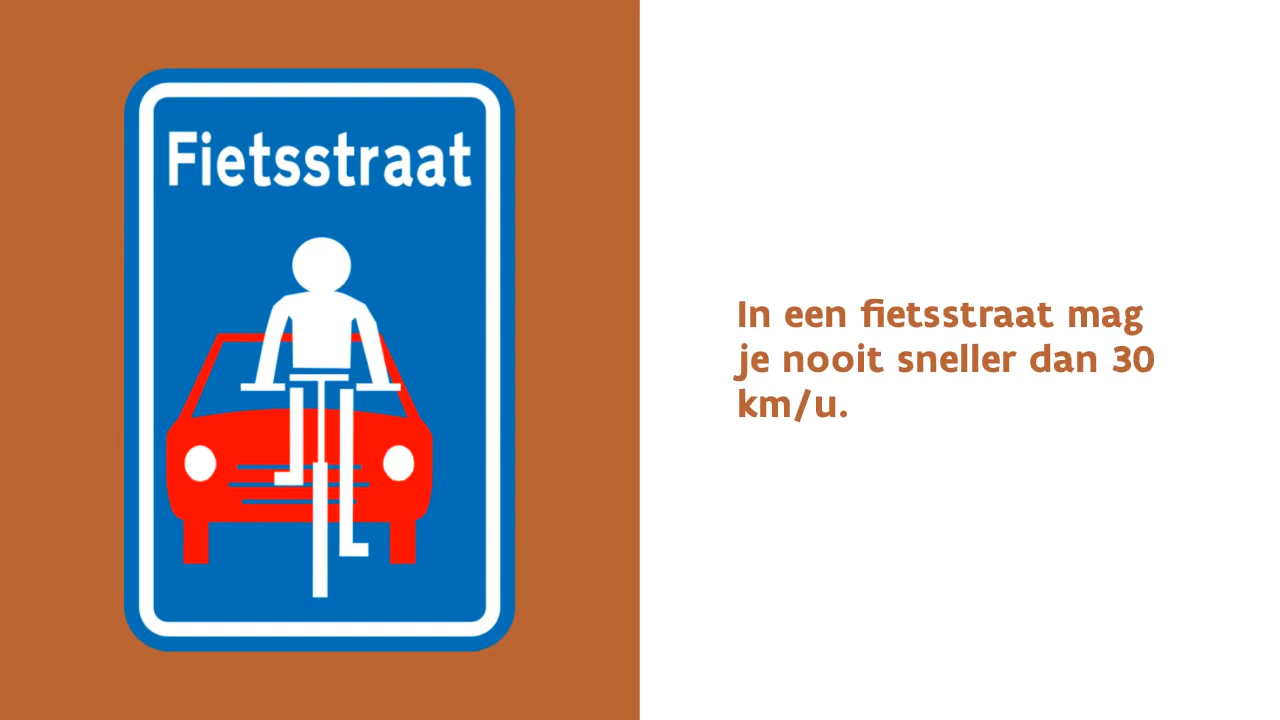 Fietsstraat
In een fietsstraat mag
je nooit sneller dan 30
km/u.